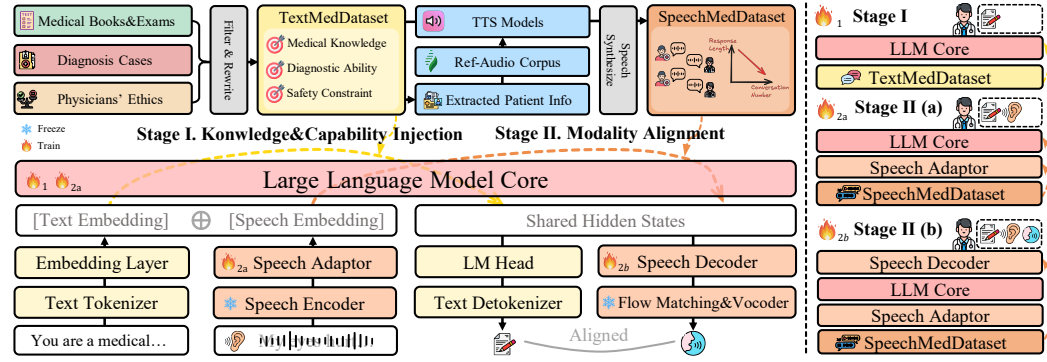 Medical Books&Exams
Diagnosis Cases
Physicians' Ethics
Filter & Rewrite
TextMedDataset
Medical Knowledge
Diagnostic Ability
Safety Constraint
TTS Models
Ref-Audio Corpus
Extracted Patient Info
Speech Synthesize
SpeechMedDataset
Response Length
Conversation Number
Freeze
Train
Stage I. Konwledge&Capability Injection
Stage II. Modality Alignment
1 2a Large Language Model Core
[Text Embedding] ⊕ [Speech Embedding]
Shared Hidden States
Embedding Layer
2a Speech Adaptor
LM Head
2b Speech Decoder
Text Tokenizer
Speech Encoder
Text Detokenizer
Flow Matching&Vocoder
You are a medical…
Aligned
1 Stage I
LLM Core
TextMedDataset
2a Stage II (a)
LLM Core
Speech Adaptor
SpeechMedDataset
2b Stage II (b)
Speech Decoder
LLM Core
Speech Adaptor
SpeechMedDataset